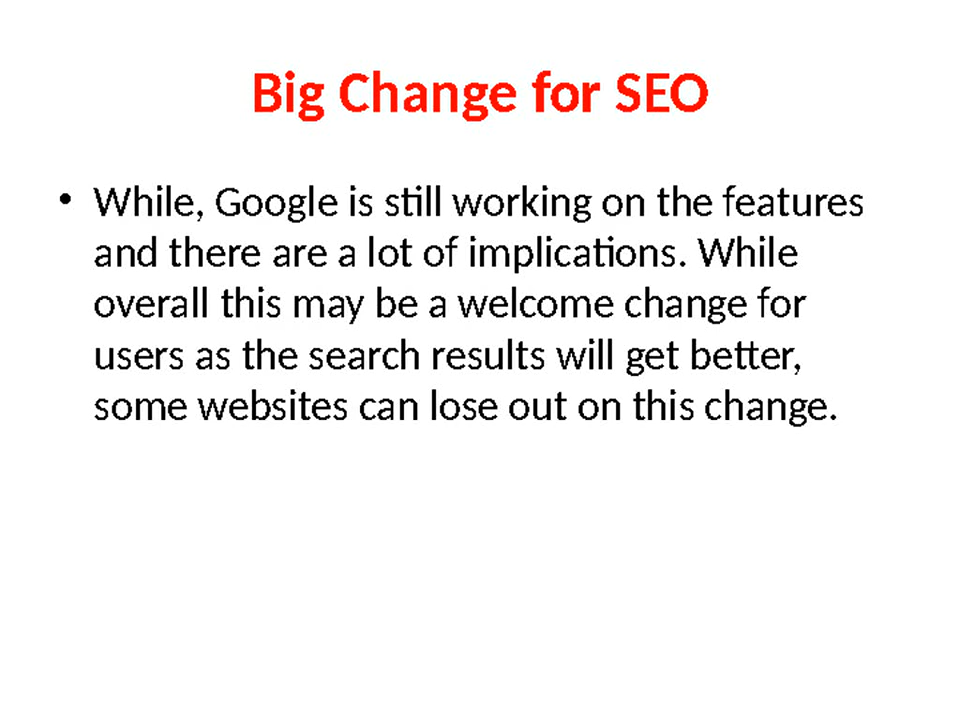 Big Change for SEO
• While, Google is still working on the features
and there are a lot of implications. While
overall this may be a welcome change for
users as the search results will get better,
some websites can lose out on this change.